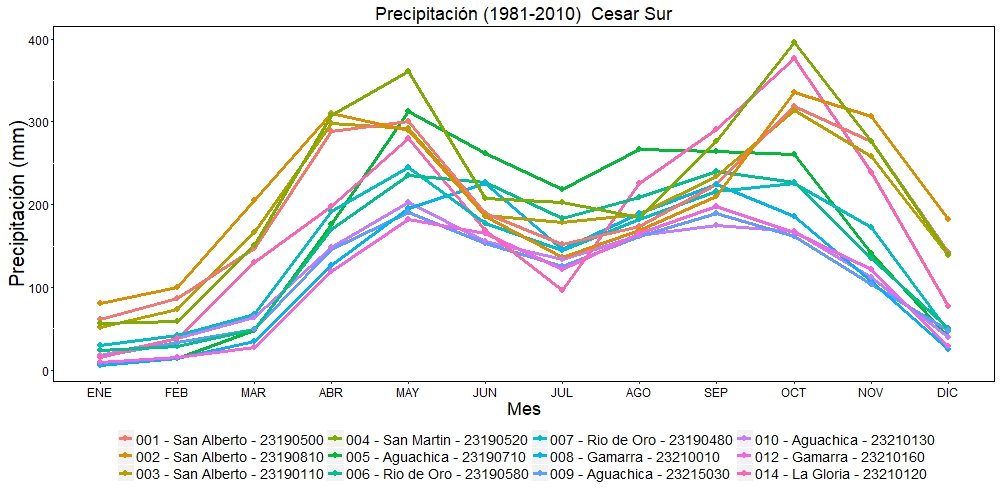 Precipitación (1981-2010)  Cesar Sur
Precipitación (mm)
400
300
200
100
0
ENE FEB MAR ABR MAY JUN JUL AGO SEP OCT NOV DIC
Mes
001 - San Alberto - 23190500 004 - San Martin - 23190520 007 - Rio de Oro - 23190480 010 - Aguachica - 23210130
002 - San Alberto - 23190810 005 - Aguachica - 23190710 008 - Gamarra - 23210010 012 - Gamarra - 23210160
003 - San Alberto - 23190110 006 - Rio de Oro - 23190580 009 - Aguachica - 23215030 014 - La Gloria - 23210120